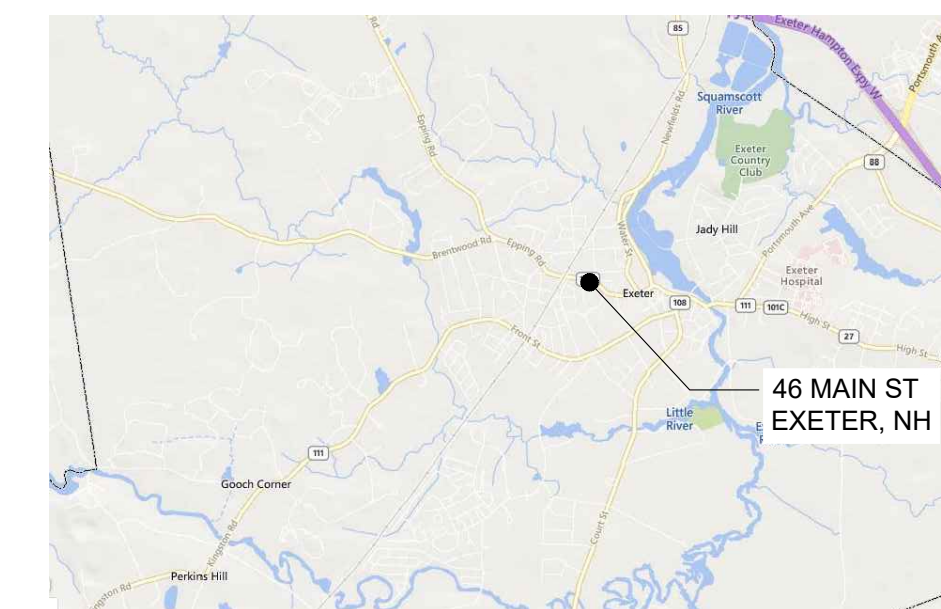 Rd
85
Exeter Hampton Expy W
Portsmouth A
Squamscott
River
Newfields Rd
Epping Rd
Exeter
Country
Club
88
Portsmouth Ave
Jady Hill
Water St
Brentwood Rd
Epping Rd
Exeter
Hospital
Exeter
108
111
101C
High St
27
High St
Front St
46 MAIN ST
EXETER, NH
Little
River
111
Gooch Corner
Kingston Rd
Court St
Perkins Hill
ngston Rd